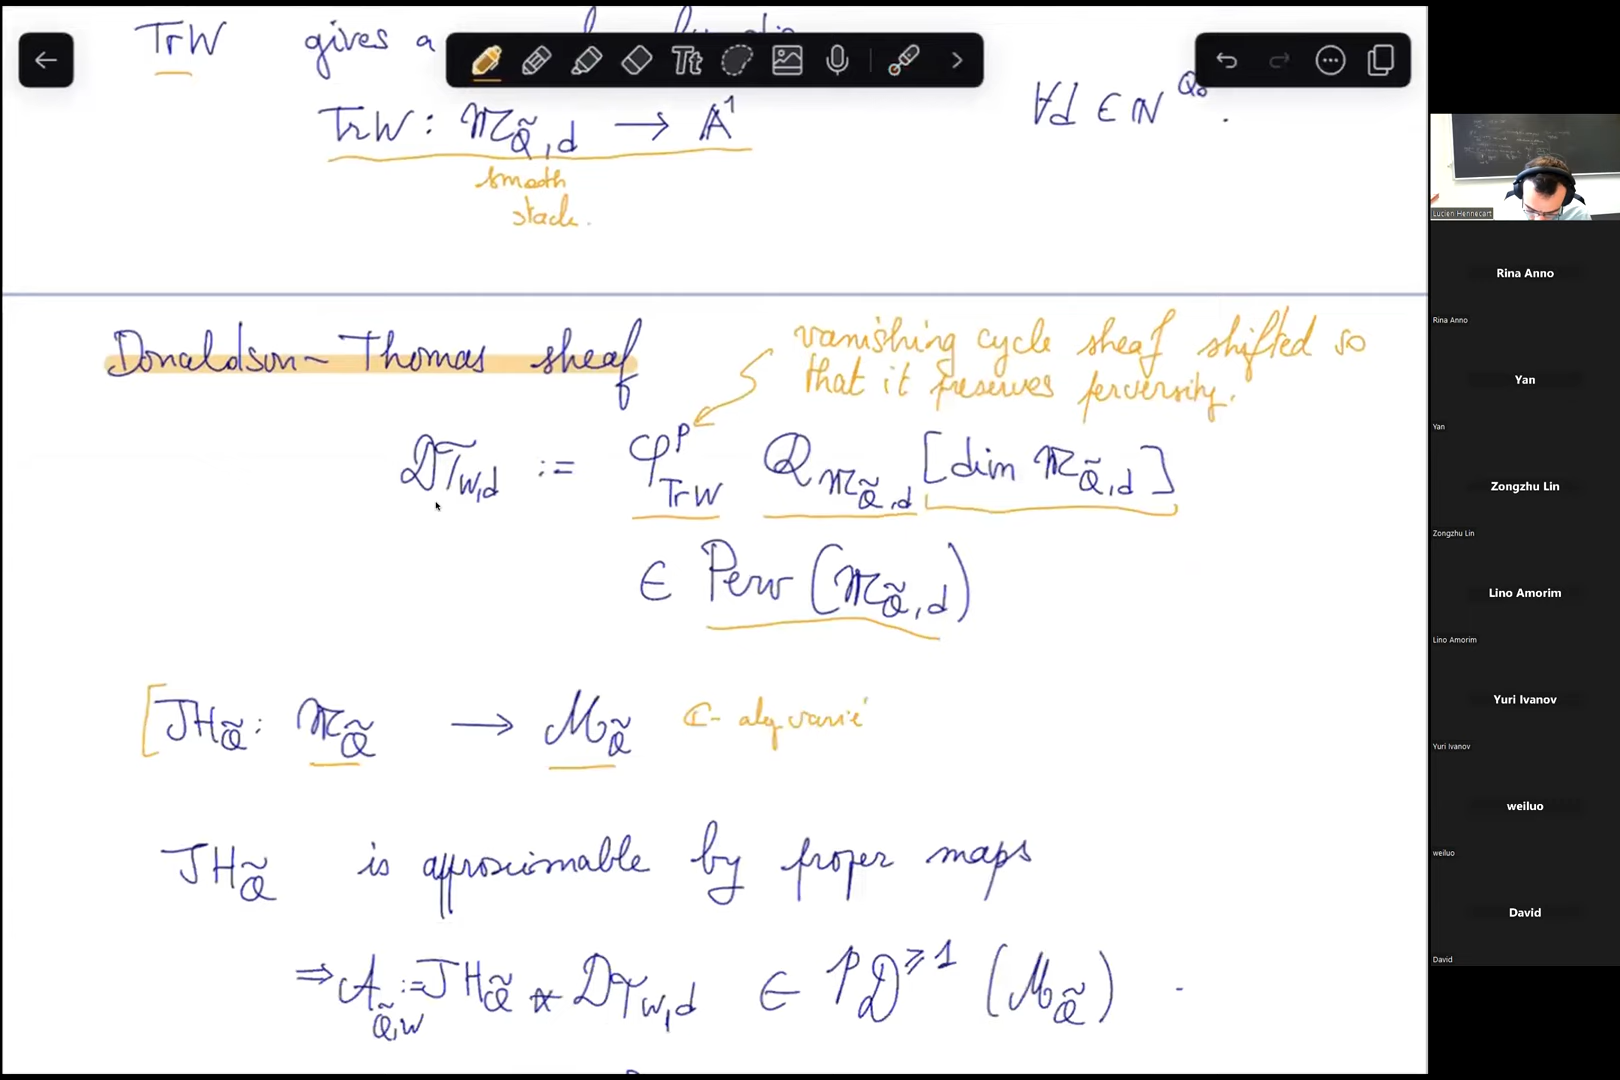 TrW gives a
TrW : 𝔐_{Q̃,d} → 𝔸¹ ∀d ∈ ℕ^{Q₀}.
smooth
stack.
Donaldson-Thomas sheaf
vanishing cycle sheaf shifted so
that it preserves perversity.
𝒟𝒯_{W,d} := φ^p_{TrW} ℚ_{𝔐_{Q̃,d}} [dim 𝔐_{Q̃,d}]
∈ Perv (𝔐_{Q̃,d})
[JH_{Q̃} : 𝔐_{Q̃} → ℳ_{Q̃} ℂ-alg varié
JH_{Q̃} is approximable by proper maps
⇒ 𝒜_{Q̃,W} := JH_{Q̃ *} 𝒟𝒯_{W,d} ∈ ᵖ𝒟^{≥1} (ℳ_{Q̃}) .
Tt
Lucien Hennecart
Rina Anno
Rina Anno
Yan
Yan
Zongzhu Lin
Zongzhu Lin
Lino Amorim
Lino Amorim
Yuri Ivanov
Yuri Ivanov
weiluo
weiluo
David
David